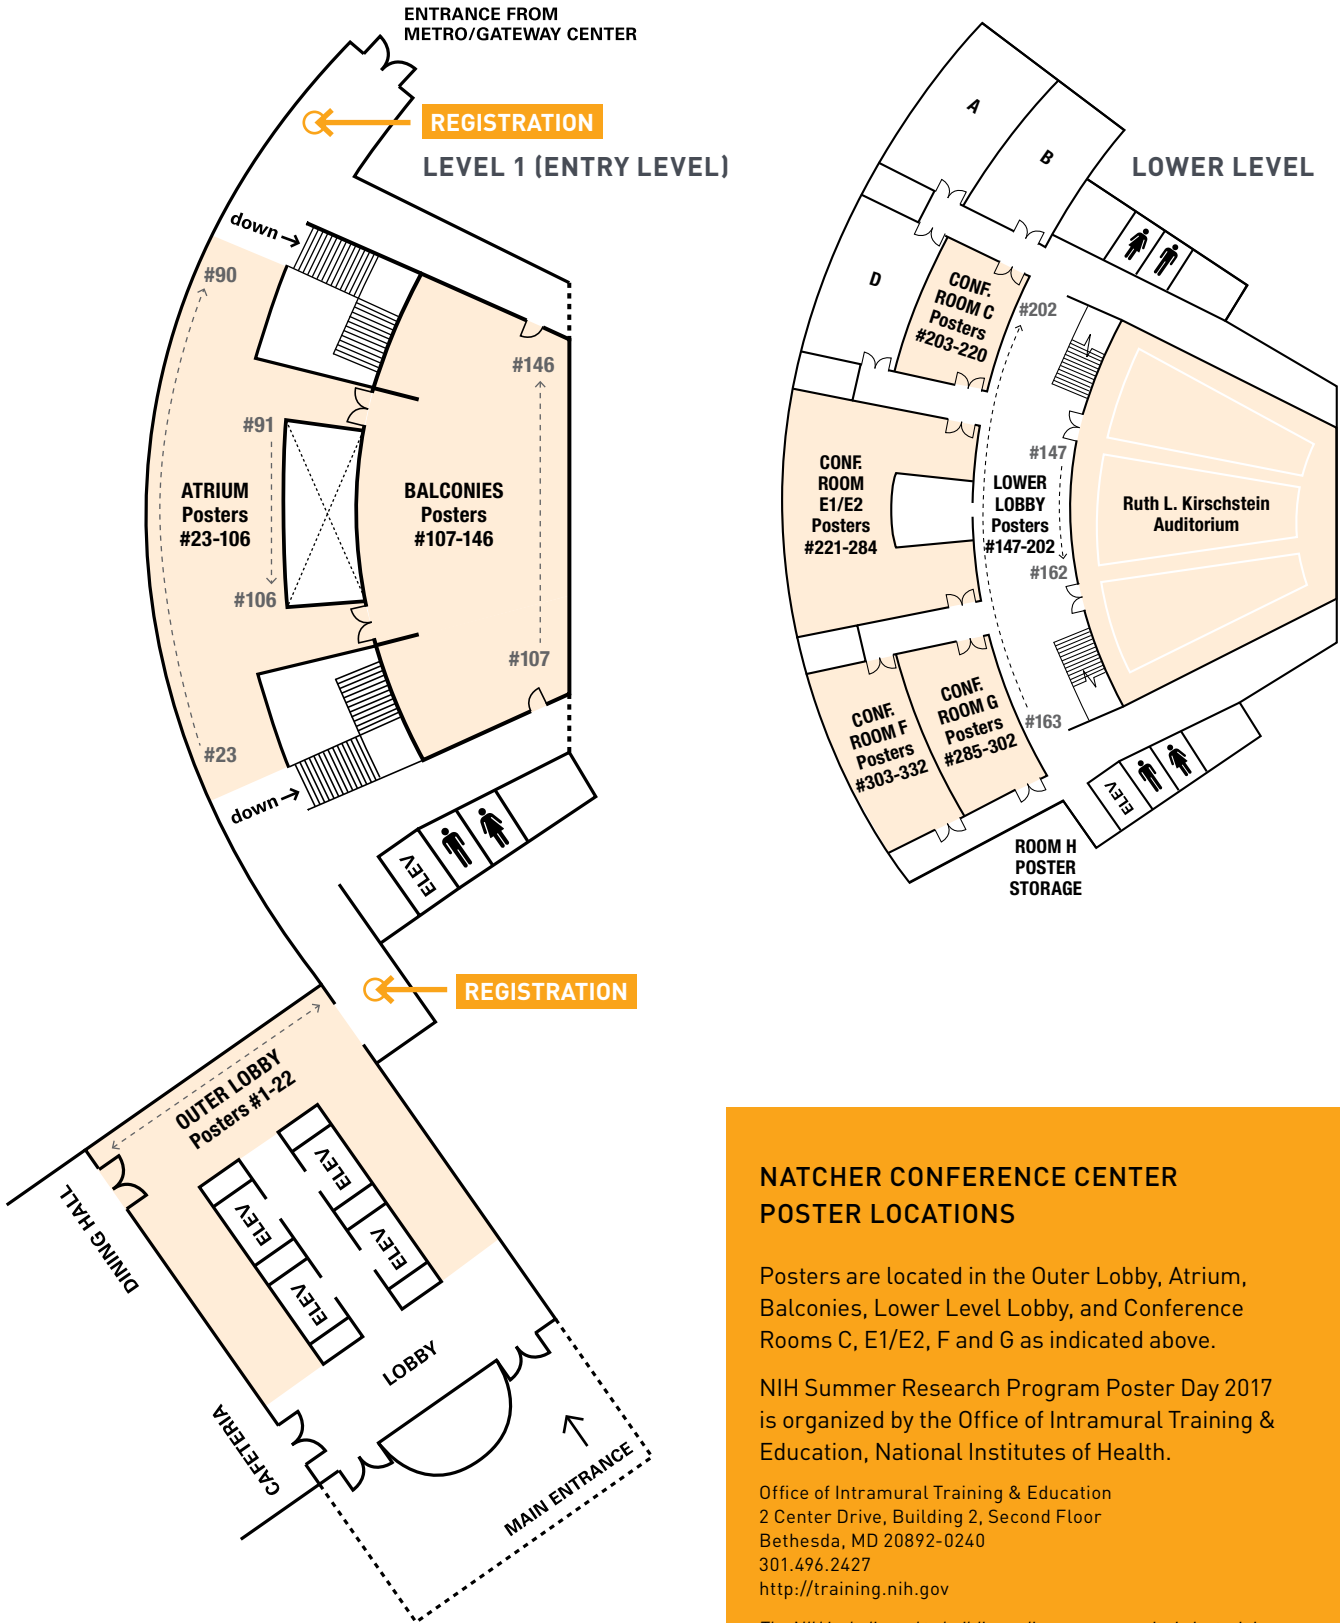 ENTRANCE FROM
METRO/GATEWAY CENTER
REGISTRATION
LEVEL 1 (ENTRY LEVEL)
down
#90
#91
#146
ATRIUM
Posters
#23-106
BALCONIES
Posters
#107-146
#106
#107
#23
down
ELEV
REGISTRATION
OUTER LOBBY
Posters #1-22
DINING HALL
ELEV
ELEV
ELEV
ELEV
LOBBY
CAFETERIA
MAIN ENTRANCE
LOWER LEVEL
A
B
D
CONF.
ROOM C
Posters
#203-220
#202
#147
CONF.
ROOM
E1/E2
Posters
#221-284
LOWER
LOBBY
Posters
#147-202
Ruth L. Kirschstein
Auditorium
#162
CONF.
ROOM F
Posters
#303-332
CONF.
ROOM G
Posters
#285-302
#163
ELEV
ROOM H
POSTER
STORAGE
NATCHER CONFERENCE CENTER
POSTER LOCATIONS
Posters are located in the Outer Lobby, Atrium,
Balconies, Lower Level Lobby, and Conference
Rooms C, E1/E2, F and G as indicated above.
NIH Summer Research Program Poster Day 2017
is organized by the Office of Intramural Training &
Education, National Institutes of Health.
Office of Intramural Training & Education
2 Center Drive, Building 2, Second Floor
Bethesda, MD 20892-0240
301.496.2427
http://training.nih.gov